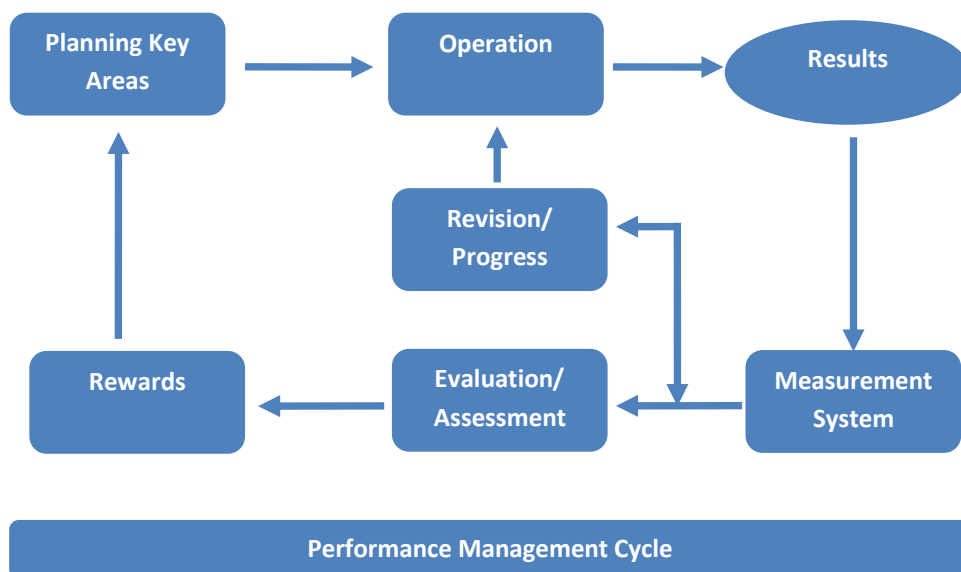 Planning Key
Areas
Operation
Results
Revision/
Progress
Rewards
Evaluation/
Assessment
Measurement
System
Performance Management Cycle